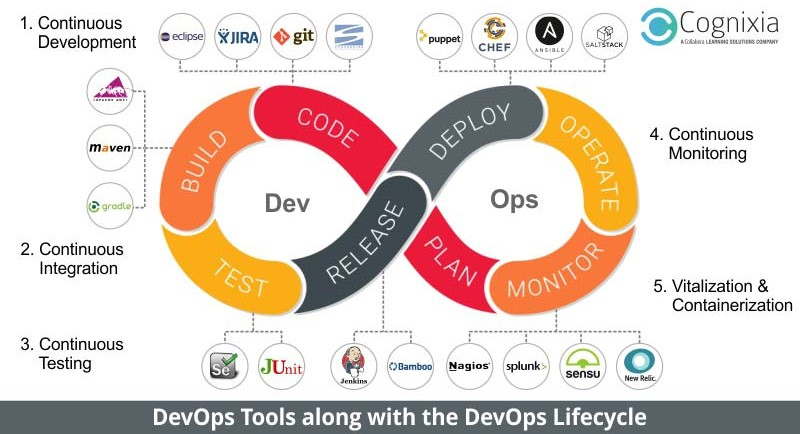 1. Continuous
Development
eclipse
JIRA
git
puppet
CHEF
ANSIBLE
SALTSTACK
Cognixia
A Collabera LEARNING SOLUTIONS COMPANY
maven
gradle
BUILD
CODE
DEPLOY
OPERATE
Dev
Ops
TEST
RELEASE
PLAN
MONITOR
2. Continuous
Integration
3. Continuous
Testing
4. Continuous
Monitoring
5. Vitalization &
Containerization
Se
JUnit
Jenkins
Bamboo
Nagios
splunk>
sensu
New Relic.
DevOps Tools along with the DevOps Lifecycle